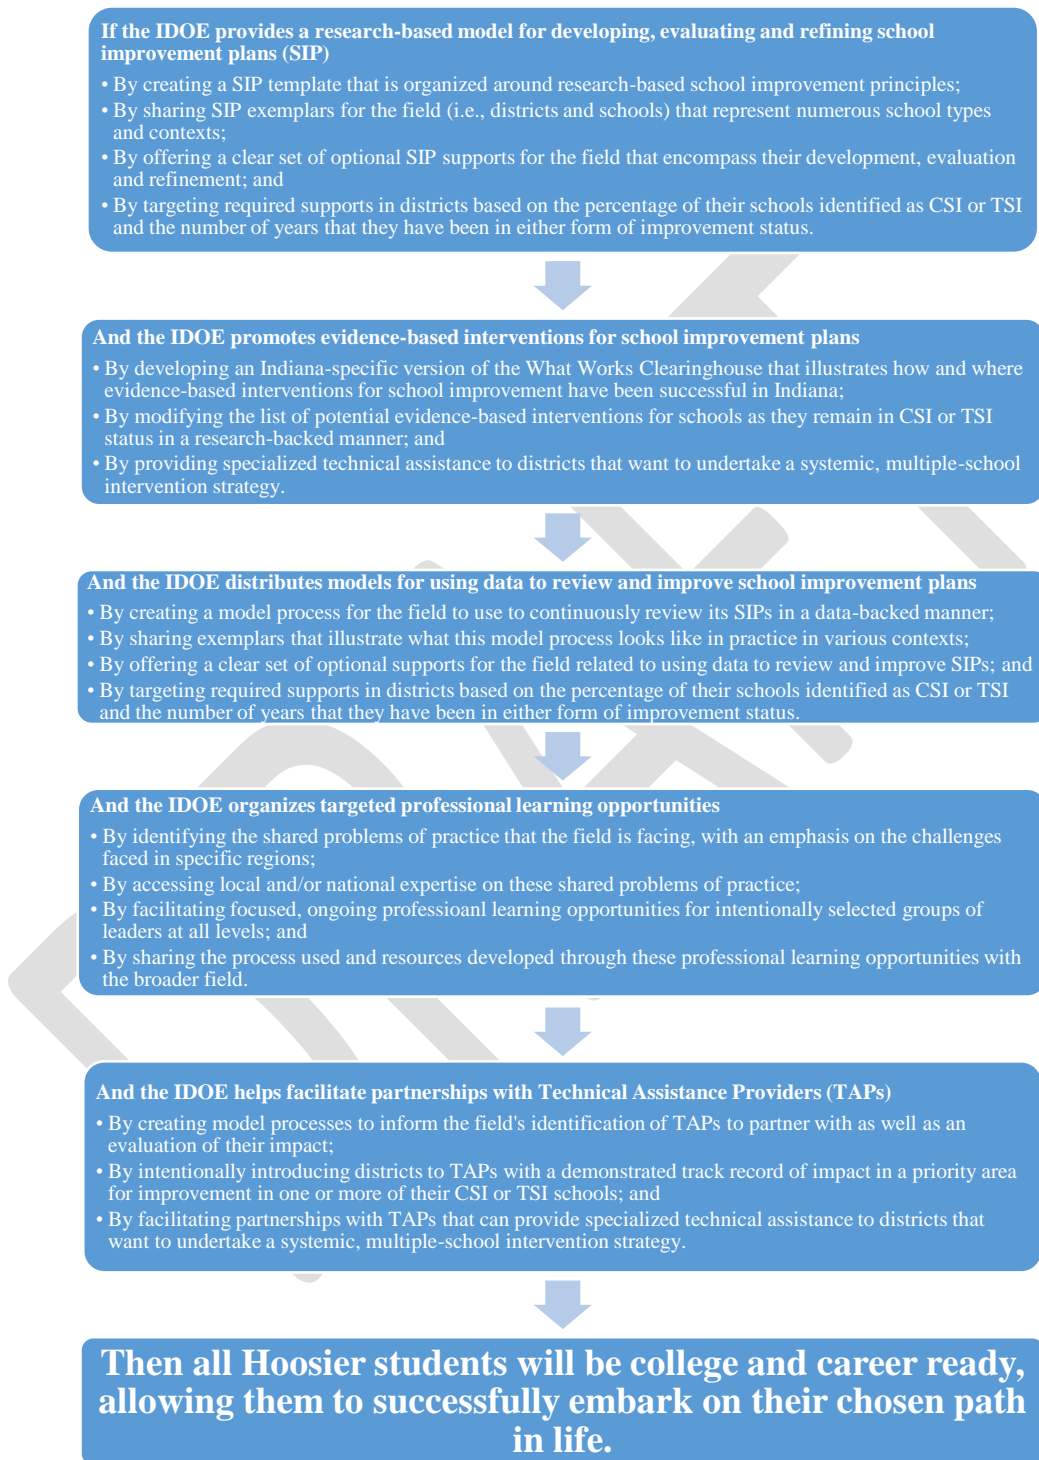 If the IDOE provides a research-based model for developing, evaluating and refining school
improvement plans (SIP)
• By creating a SIP template that is organized around research-based school improvement principles;
• By sharing SIP exemplars for the field (i.e., districts and schools) that represent numerous school types
and contexts;
• By offering a clear set of optional SIP supports for the field that encompass their development, evaluation
and refinement; and
• By targeting required supports in districts based on the percentage of their schools identified as CSI or TSI
and the number of years that they have been in either form of improvement status.
And the IDOE promotes evidence-based interventions for school improvement plans
• By developing an Indiana-specific version of the What Works Clearinghouse that illustrates how and where
evidence-based interventions for school improvement have been successful in Indiana;
• By modifying the list of potential evidence-based interventions for schools as they remain in CSI or TSI
status in a research-backed manner; and
• By providing specialized technical assistance to districts that want to undertake a systemic, multiple-school
intervention strategy.
And the IDOE distributes models for using data to review and improve school improvement plans
• By creating a model process for the field to use to continuously review its SIPs in a data-backed manner;
• By sharing exemplars that illustrate what this model process looks like in practice in various contexts;
• By offering a clear set of optional supports for the field related to using data to review and improve SIPs; and
• By targeting required supports in districts based on the percentage of their schools identified as CSI or TSI
and the number of years that they have been in either form of improvement status.
And the IDOE organizes targeted professional learning opportunities
• By identifying the shared problems of practice that the field is facing, with an emphasis on the challenges
faced in specific regions;
• By accessing local and/or national expertise on these shared problems of practice;
• By facilitating focused, ongoing professioanl learning opportunities for intentionally selected groups of
leaders at all levels; and
• By sharing the process used and resources developed through these professional learning opportunities with
the broader field.
And the IDOE helps facilitate partnerships with Technical Assistance Providers (TAPs)
• By creating model processes to inform the field's identification of TAPs to partner with as well as an
evaluation of their impact;
• By intentionally introducing districts to TAPs with a demonstrated track record of impact in a priority area
for improvement in one or more of their CSI or TSI schools; and
• By facilitating partnerships with TAPs that can provide specialized technical assistance to districts that
want to undertake a systemic, multiple-school intervention strategy.
Then all Hoosier students will be college and career ready,
allowing them to successfully embark on their chosen path
in life.